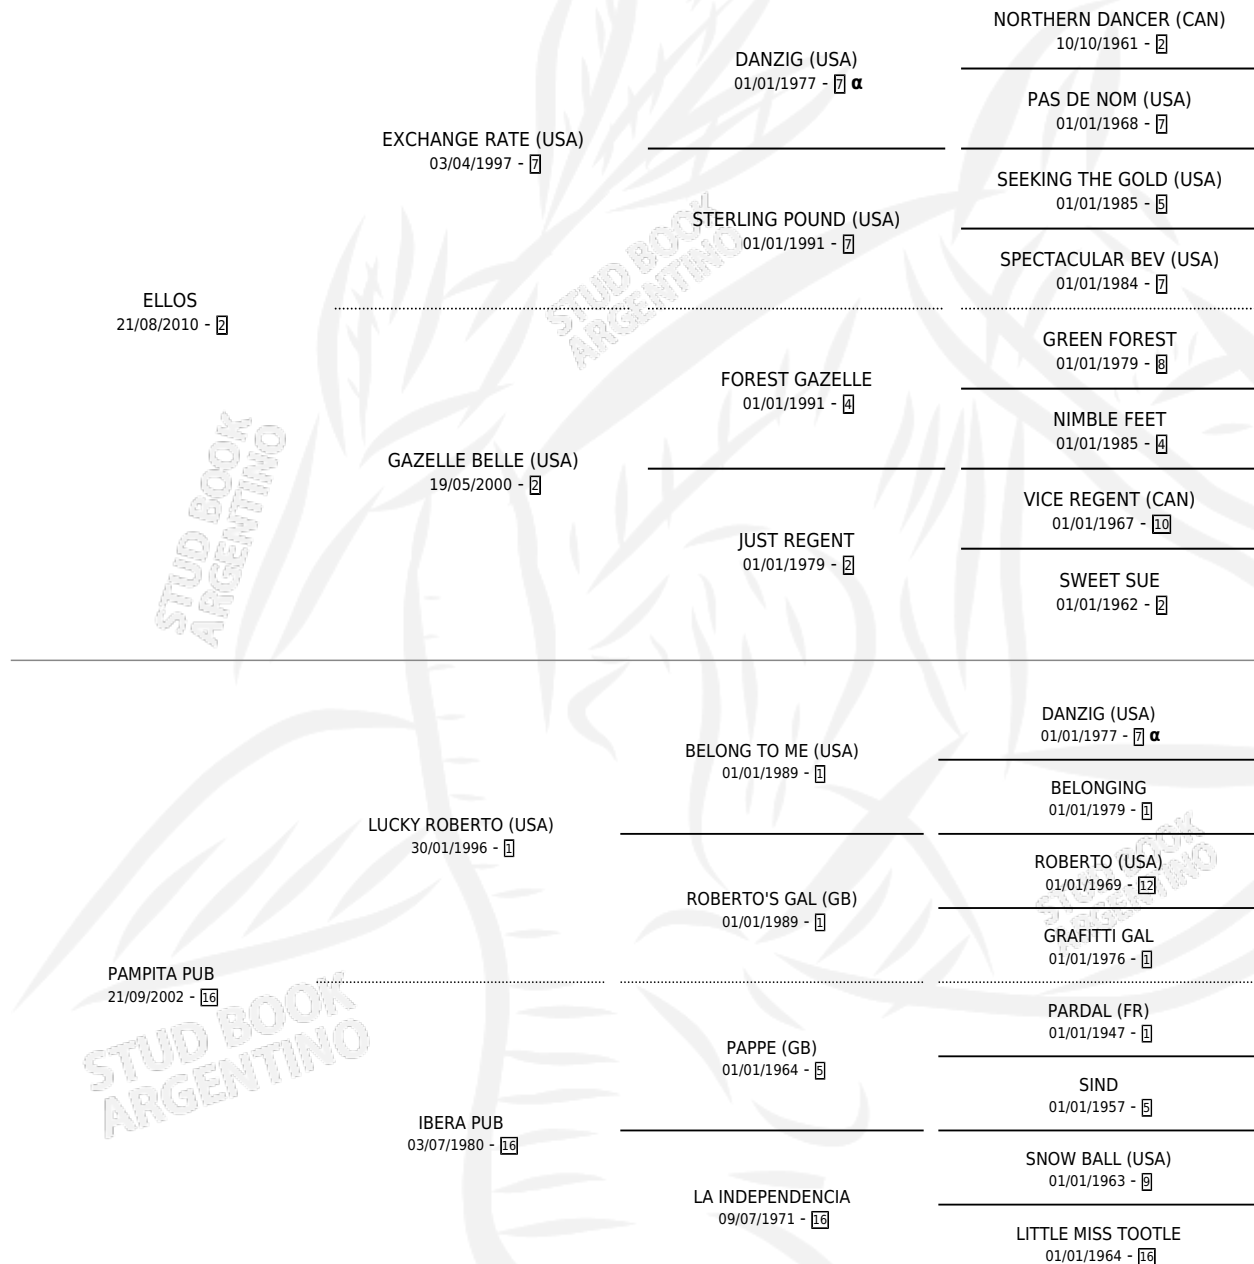 NORTHERN DANCER (CAN)
10/10/1961 - 2
DANZIG (USA)
01/01/1977 - 7 α
PAS DE NOM (USA)
01/01/1968 - 7
EXCHANGE RATE (USA)
03/04/1997 - 7
SEEKING THE GOLD (USA)
01/01/1985 - 5
STERLING POUND (USA)
01/01/1991 - 7
SPECTACULAR BEV (USA)
01/01/1984 - 7
ELLOS
21/08/2010 - 2
GREEN FOREST
01/01/1979 - 8
FOREST GAZELLE
01/01/1991 - 4
NIMBLE FEET
01/01/1985 - 4
GAZELLE BELLE (USA)
19/05/2000 - 2
VICE REGENT (CAN)
01/01/1967 - 10
JUST REGENT
01/01/1979 - 2
SWEET SUE
01/01/1962 - 2
DANZIG (USA)
01/01/1977 - 7 α
BELONG TO ME (USA)
01/01/1989 - 1
BELONGING
01/01/1979 - 1
LUCKY ROBERTO (USA)
30/01/1996 - 1
ROBERTO (USA)
01/01/1969 - 12
ROBERTO'S GAL (GB)
01/01/1989 - 1
GRAFITTI GAL
01/01/1976 - 1
PAMPITA PUB
21/09/2002 - 16
PARDAL (FR)
01/01/1947 - 1
PAPPE (GB)
01/01/1964 - 5
SIND
01/01/1957 - 5
IBERA PUB
03/07/1980 - 16
SNOW BALL (USA)
01/01/1963 - 9
LA INDEPENDENCIA
09/07/1971 - 16
LITTLE MISS TOOTLE
01/01/1964 - 16
STUD BOOK
ARGENTINO
STUD BOOK
ARGENTINO
STUD BOOK
ARGENTINO
STUD BOOK
ARGENTINO